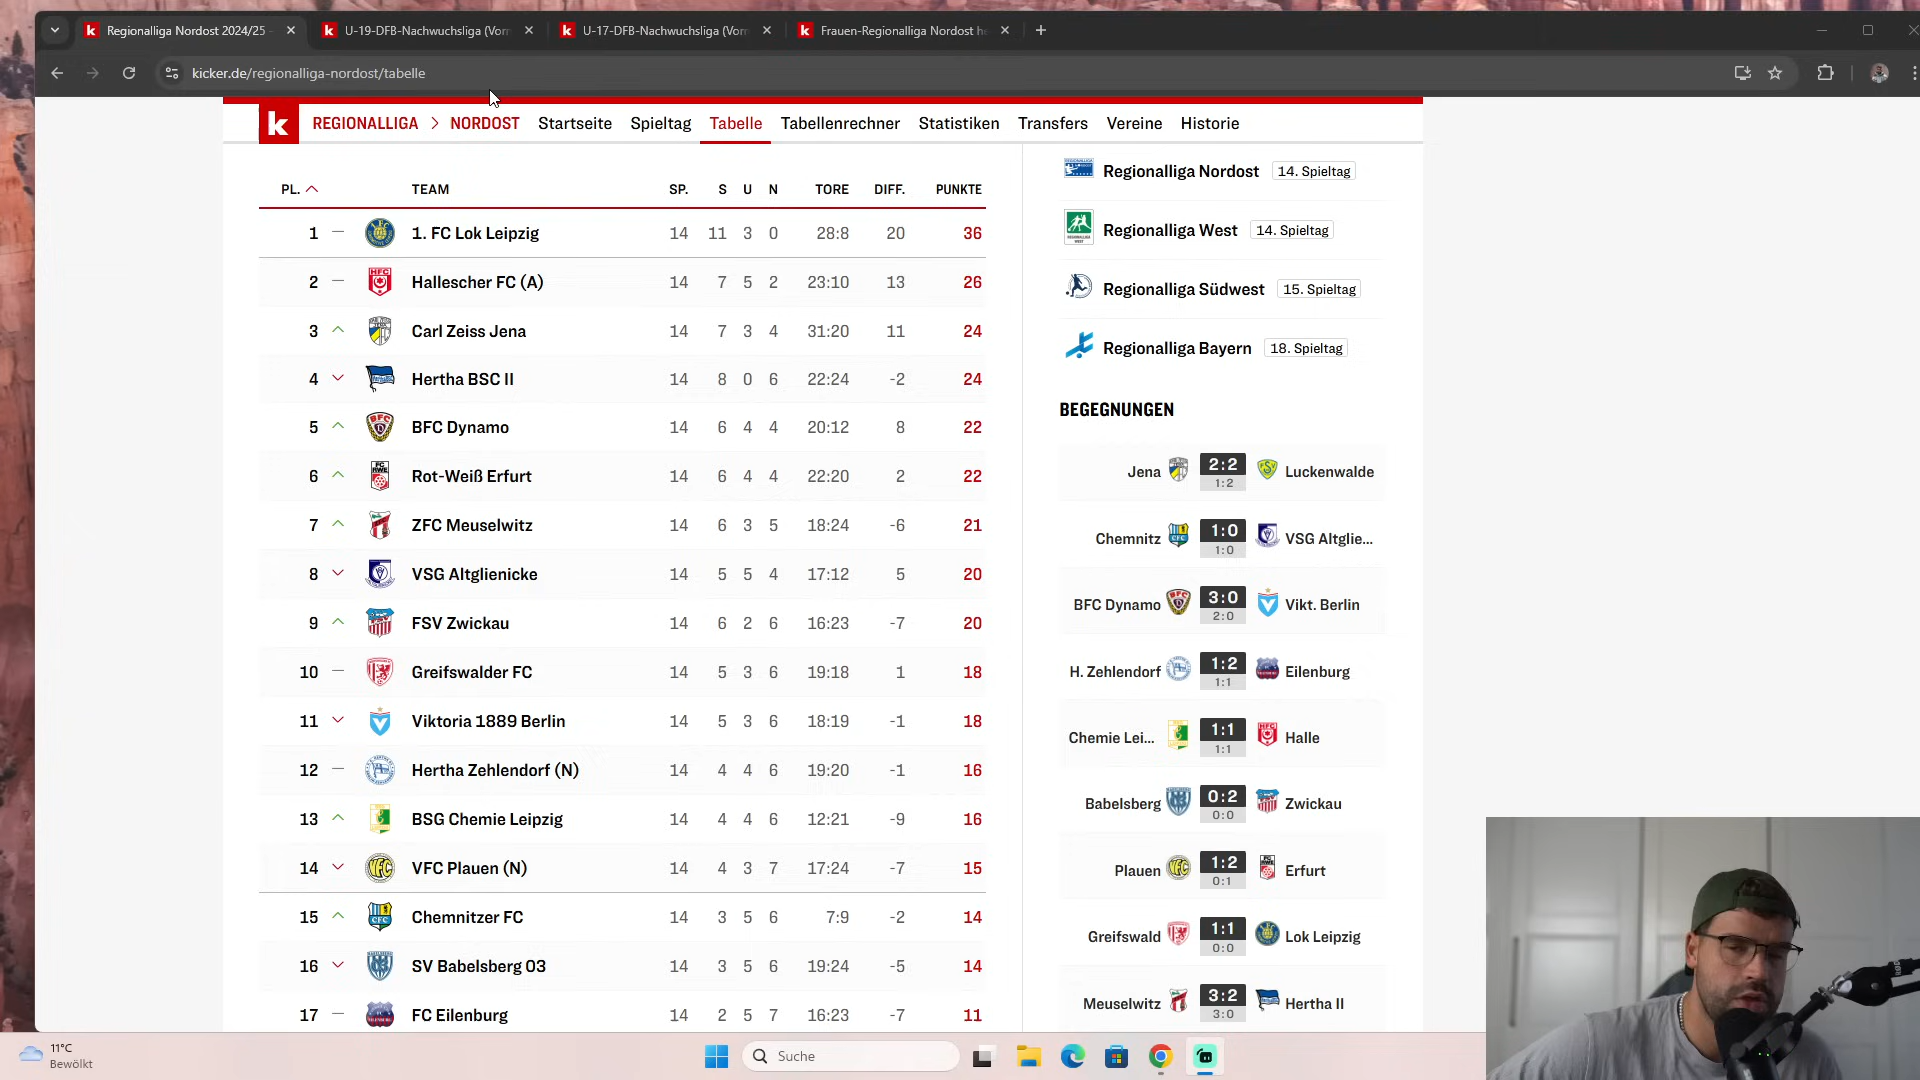 Regionalliga Nordost 2024/25 -
U-19-DFB-Nachwuchsliga (Vorr
U-17-DFB-Nachwuchsliga (Vorr
Frauen-Regionalliga Nordost he
kicker.de/regionalliga-nordost/tabelle
k REGIONALLIGA > NORDOST Startseite Spieltag Tabelle Tabellenrechner Statistiken Transfers Vereine Historie
PL. TEAM SP. S U N TORE DIFF. PUNKTE
1 1. FC Lok Leipzig 14 11 3 0 28:8 20 36
2 Hallescher FC (A) 14 7 5 2 23:10 13 26
3 Carl Zeiss Jena 14 7 3 4 31:20 11 24
4 Hertha BSC II 14 8 0 6 22:24 -2 24
5 BFC Dynamo 14 6 4 4 20:12 8 22
6 Rot-Weiß Erfurt 14 6 4 4 22:20 2 22
7 ZFC Meuselwitz 14 6 3 5 18:24 -6 21
8 VSG Altglienicke 14 5 5 4 17:12 5 20
9 FSV Zwickau 14 6 2 6 16:23 -7 20
10 Greifswalder FC 14 5 3 6 19:18 1 18
11 Viktoria 1889 Berlin 14 5 3 6 18:19 -1 18
12 Hertha Zehlendorf (N) 14 4 4 6 19:20 -1 16
13 BSG Chemie Leipzig 14 4 4 6 12:21 -9 16
14 VFC Plauen (N) 14 4 3 7 17:24 -7 15
15 Chemnitzer FC 14 3 5 6 7:9 -2 14
16 SV Babelsberg 03 14 3 5 6 19:24 -5 14
17 FC Eilenburg 14 2 5 7 16:23 -7 11
Regionalliga Nordost 14. Spieltag
Regionalliga West 14. Spieltag
Regionalliga Südwest 15. Spieltag
Regionalliga Bayern 18. Spieltag
BEGEGNUNGEN
Jena 2:2 Luckenwalde
1:2
Chemnitz 1:0 VSG Altglie...
1:0
BFC Dynamo 3:0 Vikt. Berlin
2:0
H. Zehlendorf 1:2 Eilenburg
1:1
Chemie Lei... 1:1 Halle
1:1
Babelsberg 0:2 Zwickau
0:0
Plauen 1:2 Erfurt
0:1
Greifswald 1:1 Lok Leipzig
0:0
Meuselwitz 3:2 Hertha II
3:0
11°C
Bewölkt
Suche